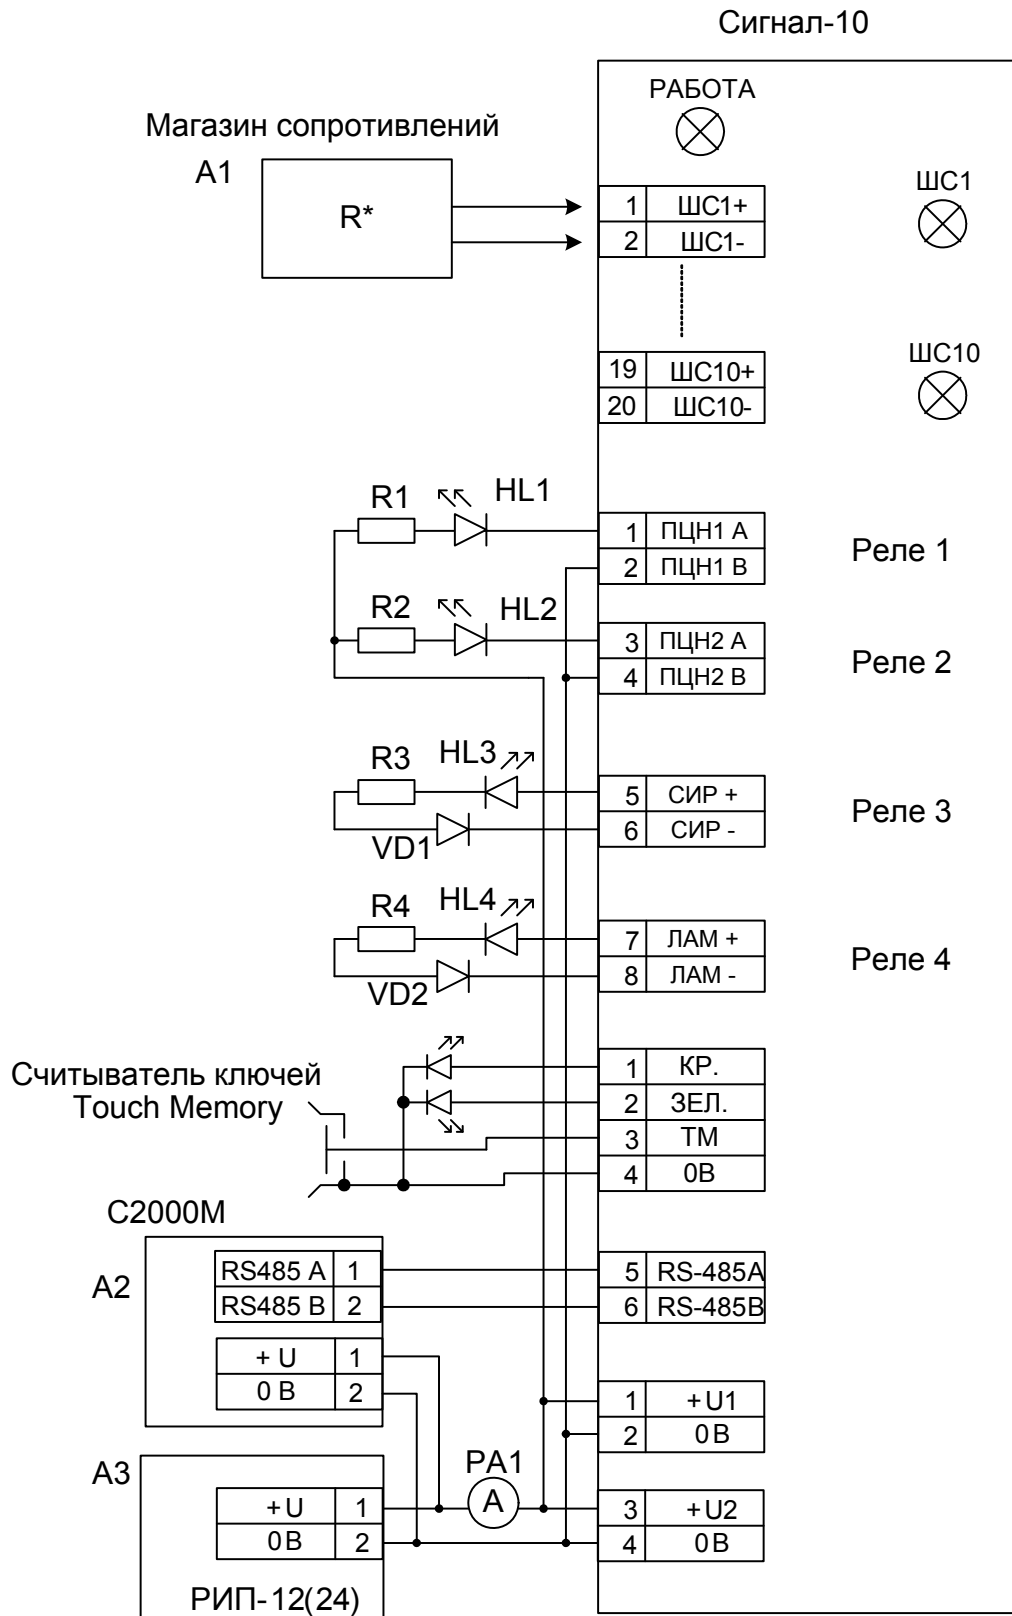 Сигнал-10
РАБОТА
Магазин сопротивлений
A1
R*
1 ШС1+
2 ШС1-
ШС1
19 ШС10+
20 ШС10-
ШС10
R1 HL1
1 ПЦН1 А
2 ПЦН1 В
Реле 1
R2 HL2
3 ПЦН2 А
4 ПЦН2 В
Реле 2
R3 HL3
VD1
5 СИР +
6 СИР -
Реле 3
R4 HL4
VD2
7 ЛАМ +
8 ЛАМ -
Реле 4
Считыватель ключей
Touch Memory
1 КР.
2 ЗЕЛ.
3 ТМ
4 0В
С2000М
A2
RS485 A 1
RS485 B 2
+ U 1
0 В 2
5 RS-485A
6 RS-485B
1 +U1
2 0В
A3
PA1
A
+U 1
0В 2
РИП-12(24)
3 +U2
4 0В